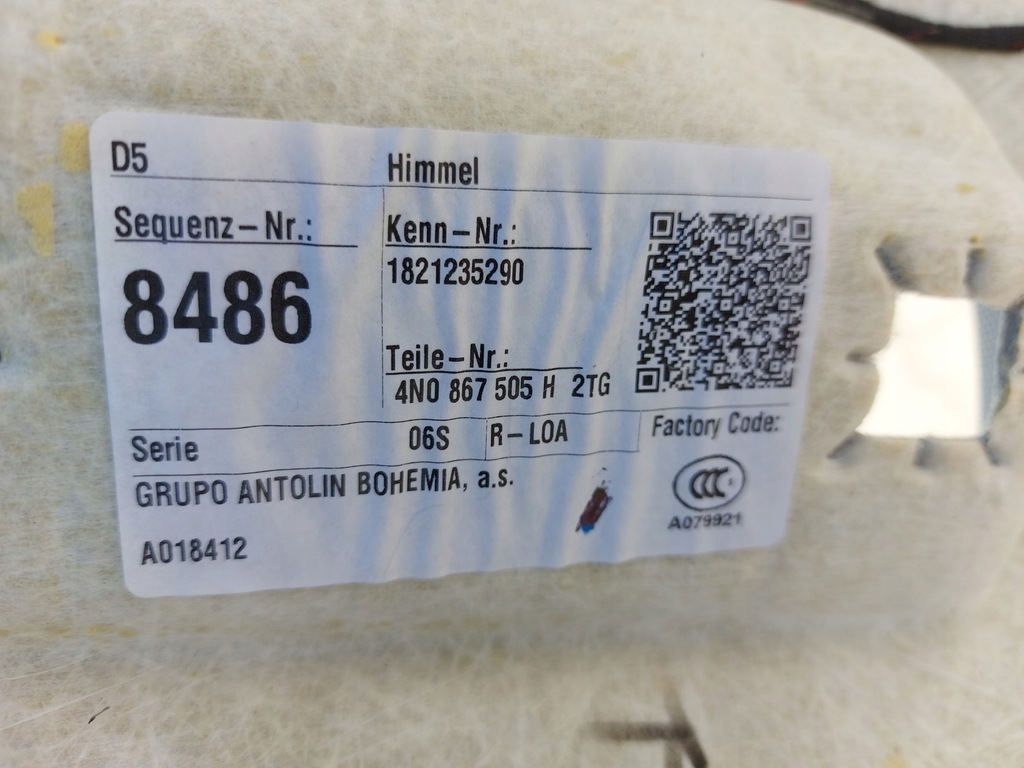 D5 Himmel
Sequenz-Nr.: Kenn-Nr.:
8486 1821235290
Teile-Nr.:
4N0 867 505 H 2TG
Serie 06S R-LOA Factory Code:
GRUPO ANTOLIN BOHEMIA, a.s.
CCC
A079921
A018412